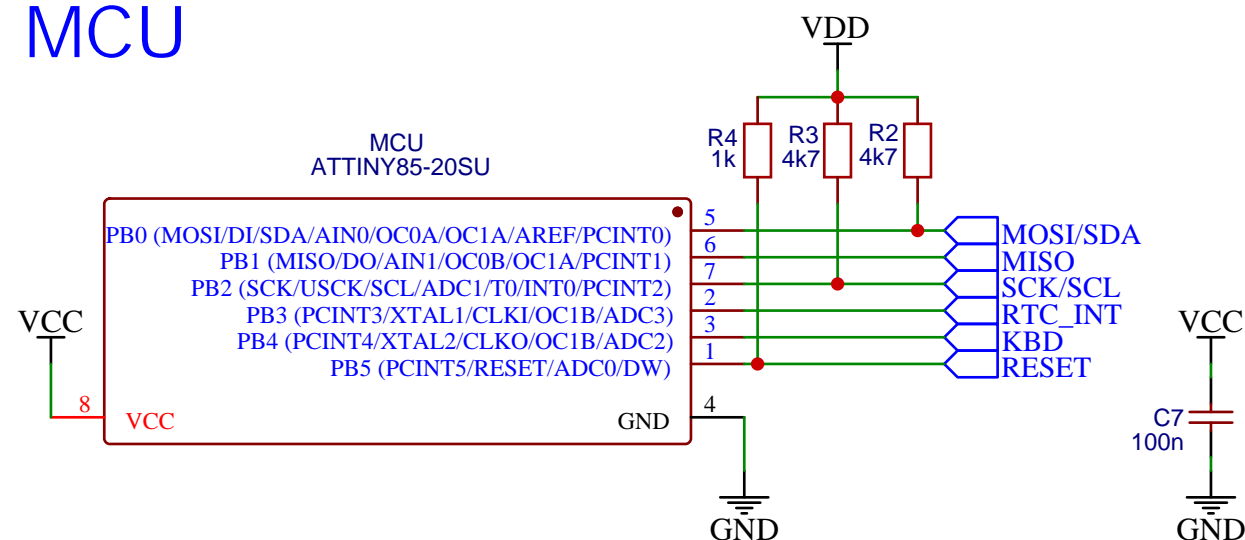 MCU
VDD
R4
1k
R3
4k7
R2
4k7
MCU
ATTINY85-20SU
PB0 (MOSI/DI/SDA/AIN0/OC0A/OC1A/AREF/PCINT0) 5 MOSI/SDA
PB1 (MISO/DO/AIN1/OC0B/OC1A/PCINT1) 6 MISO
PB2 (SCK/USCK/SCL/ADC1/T0/INT0/PCINT2) 7 SCK/SCL
PB3 (PCINT3/XTAL1/CLKI/OC1B/ADC3) 2 RTC_INT
PB4 (PCINT4/XTAL2/CLKO/OC1B/ADC2) 3 KBD
PB5 (PCINT5/RESET/ADC0/DW) 1 RESET
VCC
8 VCC
GND 4
GND
VCC
C7
100n
GND